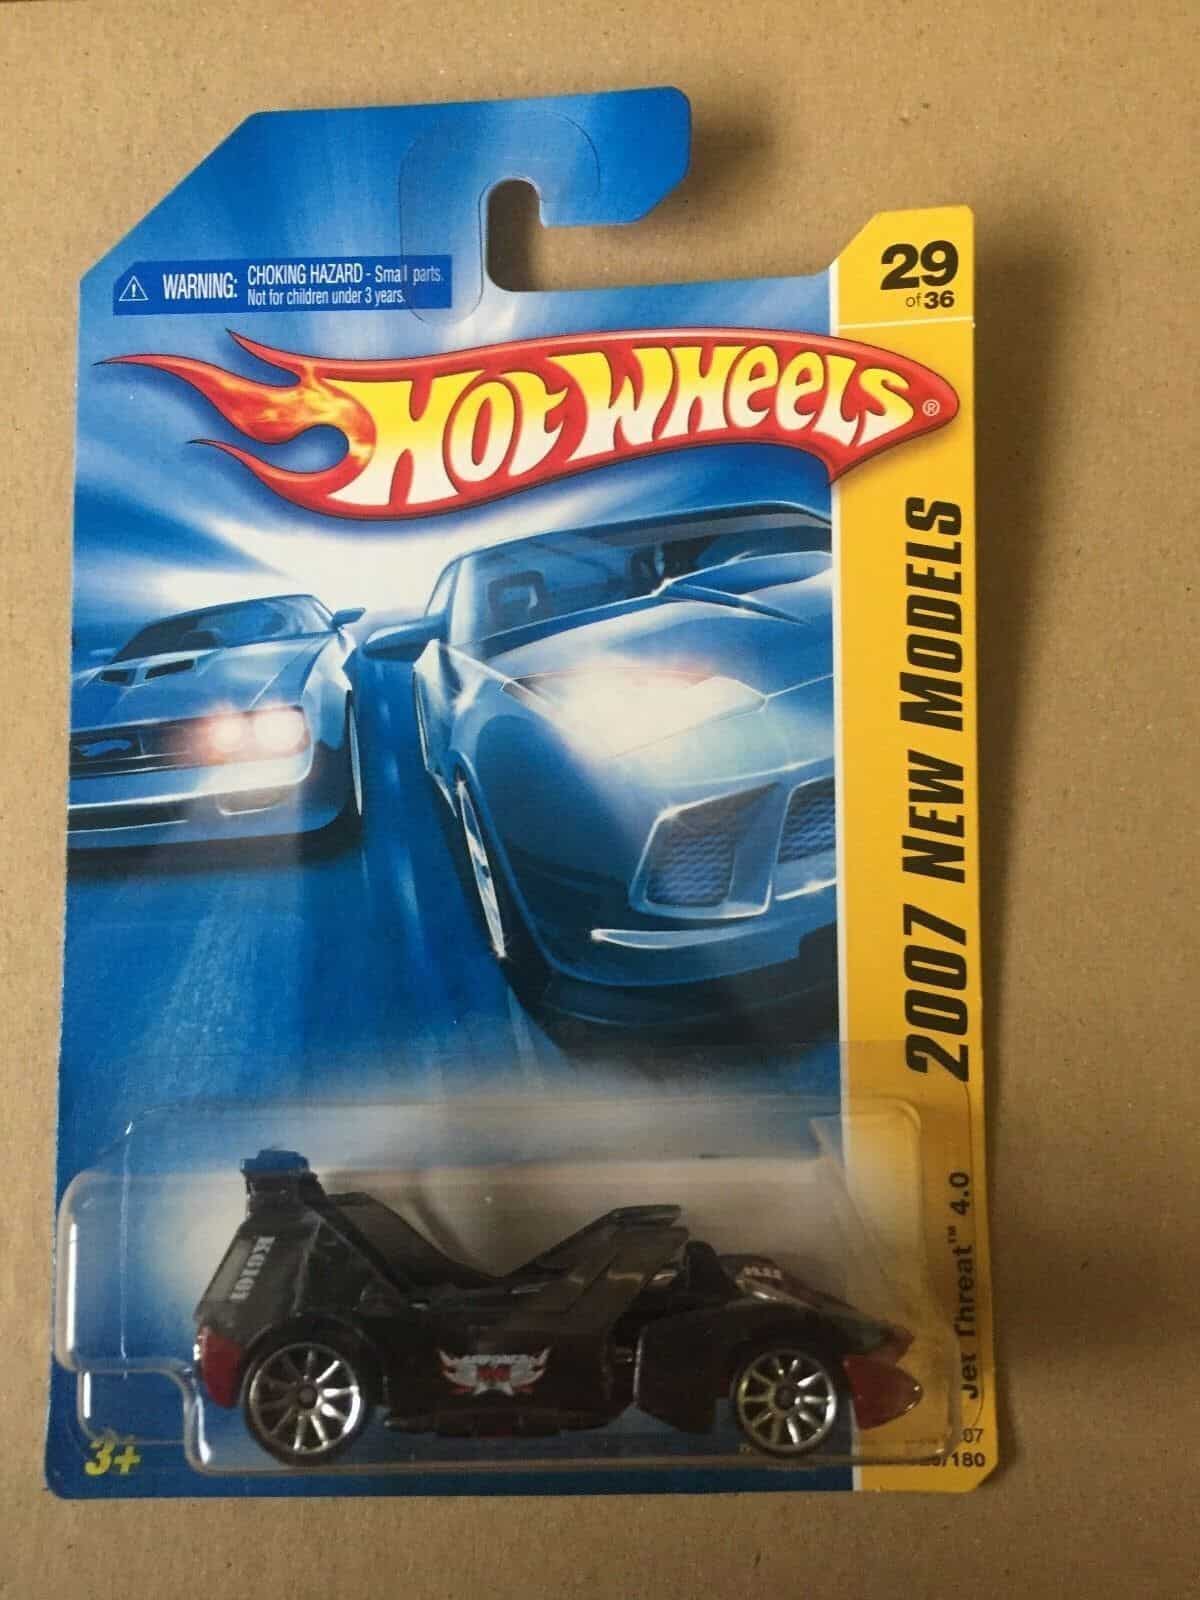 WARNING: CHOKING HAZARD - Small parts.
Not for children under 3 years.
29
of 36
HOT WHEELS®
2007 NEW MODELS
Jet Threat™ 4.0
3+
07
/180